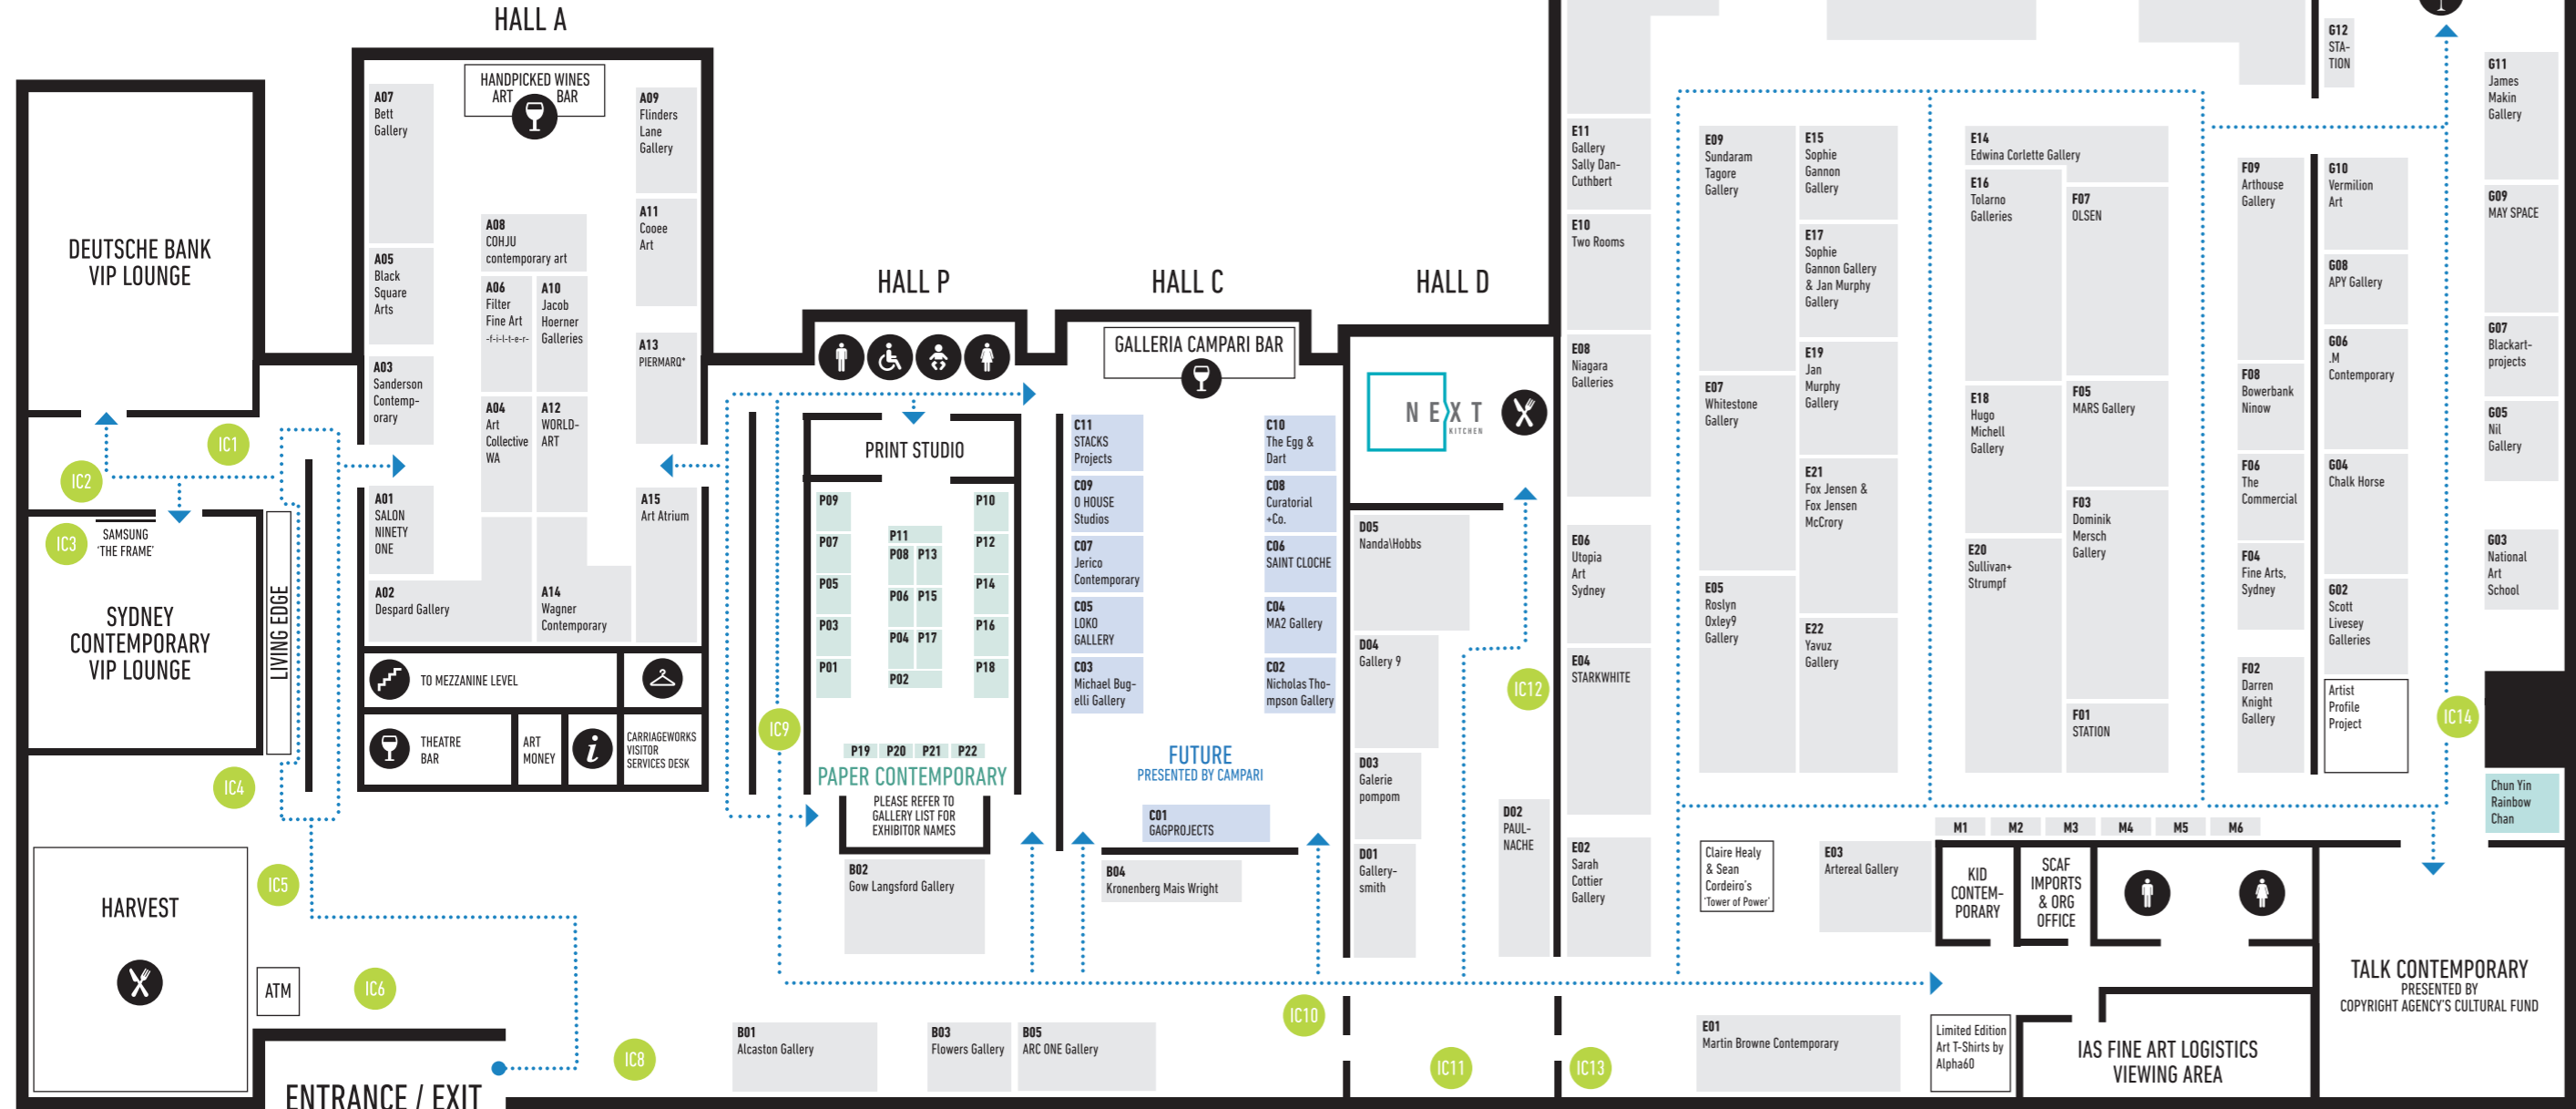 HALL A
HANDPICKED WINES
ART BAR
A07
Bett
Gallery
A09
Flinders
Lane
Gallery
A11
Cooee
Art
A08
COHJU
contemporary art
A05
Black
Square
Arts
A06
Filter
Fine Art
-f-i-l-t-e-r-
A10
Jacob
Hoerner
Galleries
A13
PIERMARQ*
A03
Sanderson
Contemp-
orary
A04
Art
Collective
WA
A12
WORLD-
ART
A01
SALON
NINETY
ONE
A15
Art Atrium
A02
Despard Gallery
A14
Wagner
Contemporary
TO MEZZANINE LEVEL
THEATRE
BAR
ART
MONEY
i
CARRIAGEWORKS
VISITOR
SERVICES DESK
DEUTSCHE BANK
VIP LOUNGE
IC1
IC2
IC3
SAMSUNG
'THE FRAME'
SYDNEY
CONTEMPORARY
VIP LOUNGE
LIVING EDGE
IC4
IC5
HARVEST
ATM
IC6
ENTRANCE / EXIT
IC8
HALL P
PRINT STUDIO
P09
P10
P07
P11
P12
P08
P13
P05
P14
P06
P15
P03
P16
P04
P17
P01
P18
P02
P19
P20
P21
P22
PAPER CONTEMPORARY
PLEASE REFER TO
GALLERY LIST FOR
EXHIBITOR NAMES
IC9
B02
Gow Langsford Gallery
B01
Alcaston Gallery
B03
Flowers Gallery
B05
ARC ONE Gallery
HALL C
GALLERIA CAMPARI BAR
C11
STACKS
Projects
C10
The Egg &
Dart
C09
O HOUSE
Studios
C08
Curatorial
+Co.
C07
Jerico
Contemporary
C06
SAINT CLOCHE
C05
LOKO
GALLERY
C04
MA2 Gallery
C03
Michael Bug-
elli Gallery
C02
Nicholas Tho-
mpson Gallery
FUTURE
PRESENTED BY CAMPARI
C01
GAGPROJECTS
B04
Kronenberg Mais Wright
IC10
HALL D
NEXT
KITCHEN
D05
Nanda\Hobbs
D04
Gallery 9
IC12
D03
Galerie
pompom
D02
PAUL-
NACHE
D01
Gallery-
smith
IC11
IC13
E11
Gallery
Sally Dan-
Cuthbert
E10
Two Rooms
E08
Niagara
Galleries
E06
Utopia
Art
Sydney
E04
STARKWHITE
E02
Sarah
Cottier
Gallery
E09
Sundaram
Tagore
Gallery
E15
Sophie
Gannon
Gallery
E17
Sophie
Gannon Gallery
& Jan Murphy
Gallery
E07
Whitestone
Gallery
E19
Jan
Murphy
Gallery
E21
Fox Jensen &
Fox Jensen
McCrory
E05
Roslyn
Oxley9
Gallery
E22
Yavuz
Gallery
E14
Edwina Corlette Gallery
E16
Tolarno
Galleries
F07
OLSEN
E18
Hugo
Michell
Gallery
F05
MARS Gallery
F03
Dominik
Mersch
Gallery
E20
Sullivan+
Strumpf
F01
STATION
Claire Healy
& Sean
Cordeiro's
'Tower of Power'
E03
Artereal Gallery
E01
Martin Browne Contemporary
M1
M2
M3
M4
M5
M6
KID
CONTEM-
PORARY
SCAF
IMPORTS
& ORG
OFFICE
Limited Edition
Art T-Shirts by
Alpha60
IAS FINE ART LOGISTICS
VIEWING AREA
F09
Arthouse
Gallery
F08
Bowerbank
Ninow
F06
The
Commercial
F04
Fine Arts,
Sydney
F02
Darren
Knight
Gallery
G12
STA-
TION
G10
Vermilion
Art
G08
APY Gallery
G06
.M
Contemporary
G04
Chalk Horse
G02
Scott
Livesey
Galleries
Artist
Profile
Project
G11
James
Makin
Gallery
G09
MAY SPACE
G07
Blackart-
projects
G05
Nil
Gallery
G03
National
Art
School
IC14
Chun Yin
Rainbow
Chan
TALK CONTEMPORARY
PRESENTED BY
COPYRIGHT AGENCY'S CULTURAL FUND